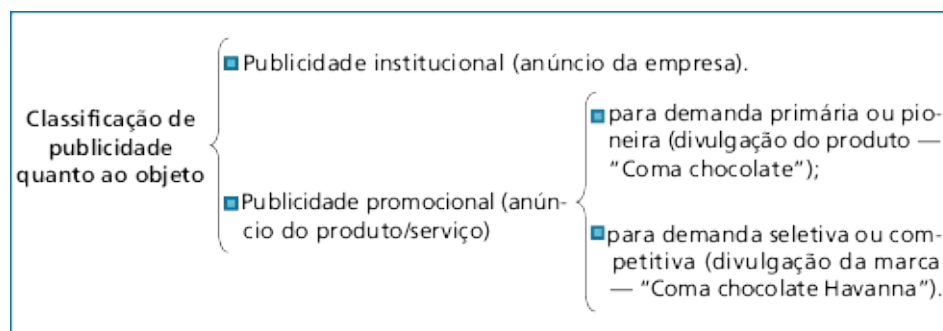 Classificação de
publicidade
quanto ao objeto
Publicidade institucional (anúncio da empresa).
Publicidade promocional (anún-
cio do produto/serviço)
para demanda primária ou pio-
neira (divulgação do produto —
“Coma chocolate”);
para demanda seletiva ou com-
petitiva (divulgação da marca
— “Coma chocolate Havanna”).